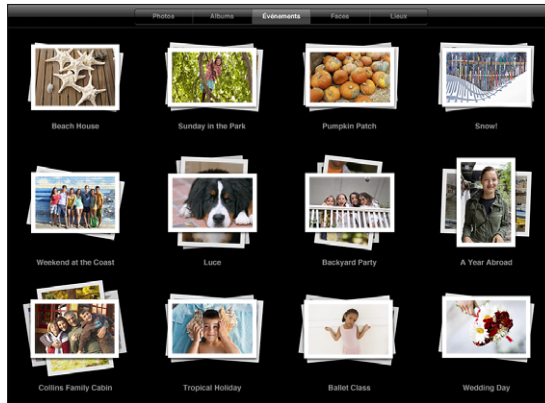 Photos Albums Événements Faces Lieux
Beach House Sunday in the Park Pumpkin Patch Snow!
Weekend at the Coast Luce Backyard Party A Year Abroad
Collins Family Cabin Tropical Holiday Ballet Class Wedding Day